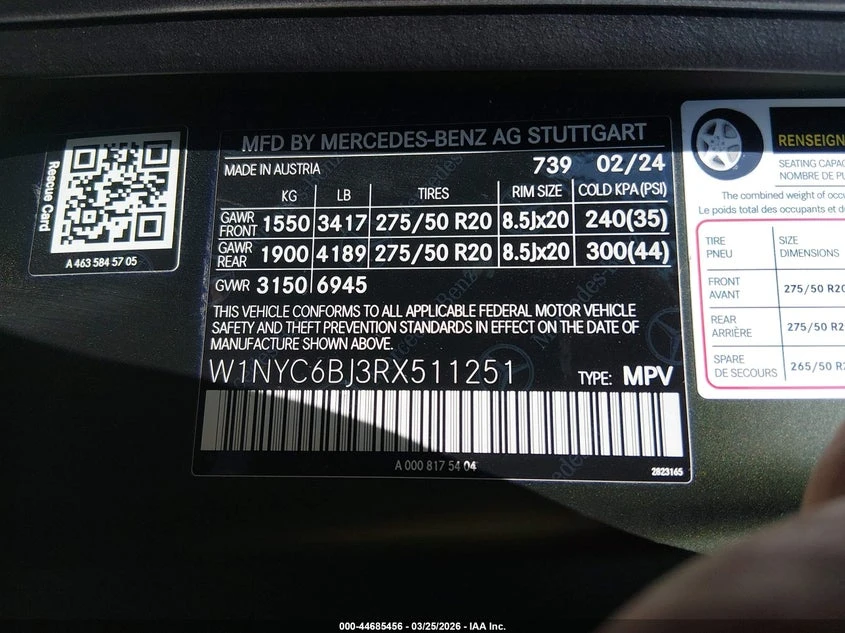 Rescue Card
A 463 584 57 05
MFD BY MERCEDES-BENZ AG STUTTGART
MADE IN AUSTRIA 739 02/24
KG LB TIRES RIM SIZE COLD KPA(PSI)
GAWR FRONT 1550 3417 275/50 R20 8.5Jx20 240(35)
GAWR REAR 1900 4189 275/50 R20 8.5Jx20 300(44)
GVWR 3150 6945
THIS VEHICLE CONFORMS TO ALL APPLICABLE FEDERAL MOTOR VEHICLE
SAFETY AND THEFT PREVENTION STANDARDS IN EFFECT ON THE DATE OF
MANUFACTURE SHOWN ABOVE.
W1NYC6BJ3RX511251 TYPE: MPV
A 000 817 54 04 2823165
RENSEIGN
SEATING CAPAC
NOMBRE DE PL
The combined weight of occu
Le poids total des occupants et d
TIRE SIZE
PNEU DIMENSIONS
FRONT
AVANT 275/50 R20
REAR
ARRIÈRE 275/50 R2
SPARE
DE SECOURS 265/50 R2
000-44685456 - 03/25/2026 - IAA Inc.